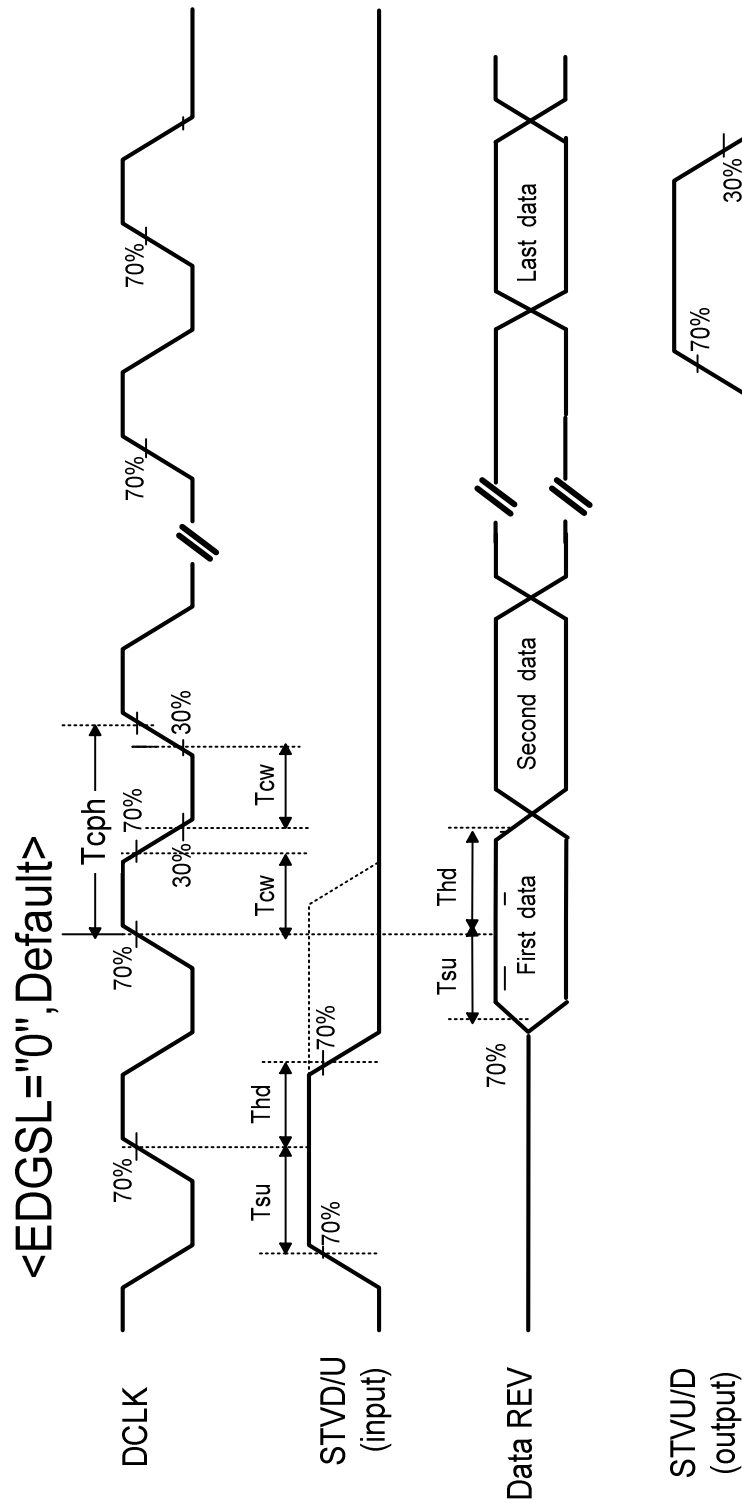 <EDGSL="0",Default>
DCLK
70%
70%
Tcph
70%
30%
30%
70%
70%
Tcw
Tcw
STVD/U
(input)
Tsu
Thd
70%
70%
Data REV
70%
Tsu
Thd
First data
Second data
Last data
STVU/D
(output)
70%
30%